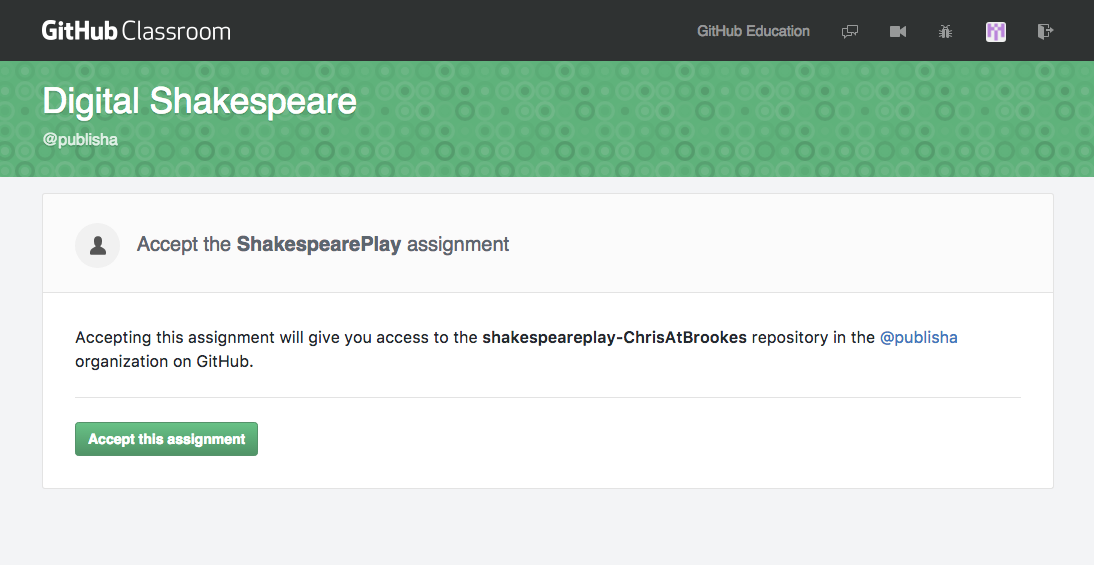 GitHub Classroom
GitHub Education
Digital Shakespeare
@publisha
Accept the ShakespearePlay assignment
Accepting this assignment will give you access to the shakespeareplay-ChrisAtBrookes repository in the @publisha
organization on GitHub.
Accept this assignment